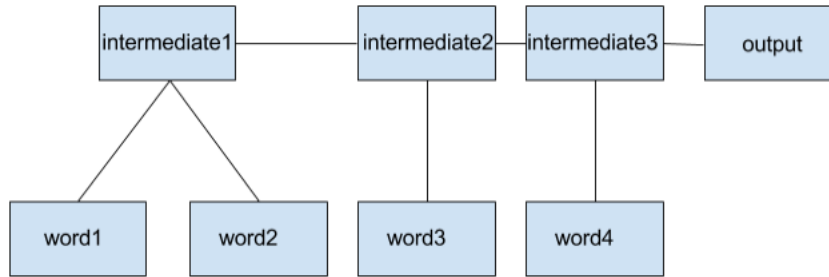 intermediate1
intermediate2
intermediate3
output
word1
word2
word3
word4